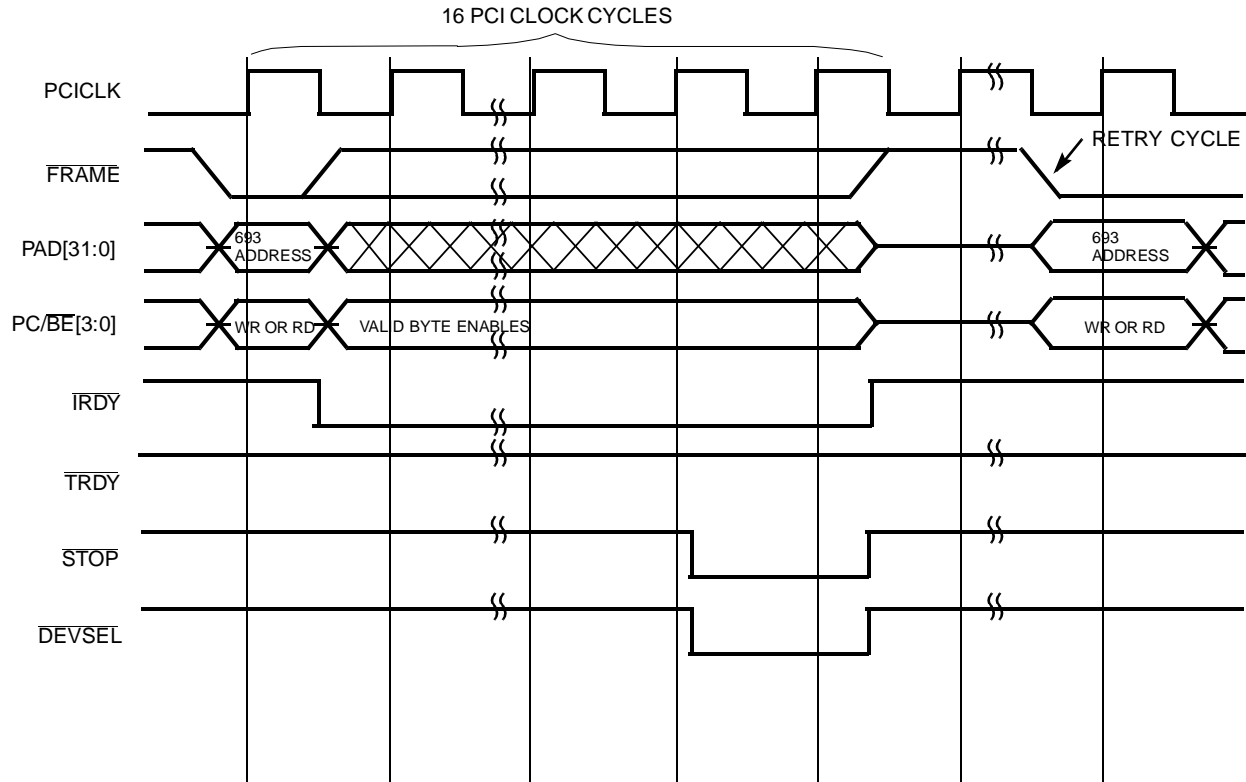 16 PCI CLOCK CYCLES
PCICLK
FRAME
RETRY CYCLE
PAD[31:0]
693
ADDRESS
693
ADDRESS
PC/BE[3:0]
WR OR RD
VALID BYTE ENABLES
WR OR RD
IRDY
TRDY
STOP
DEVSEL